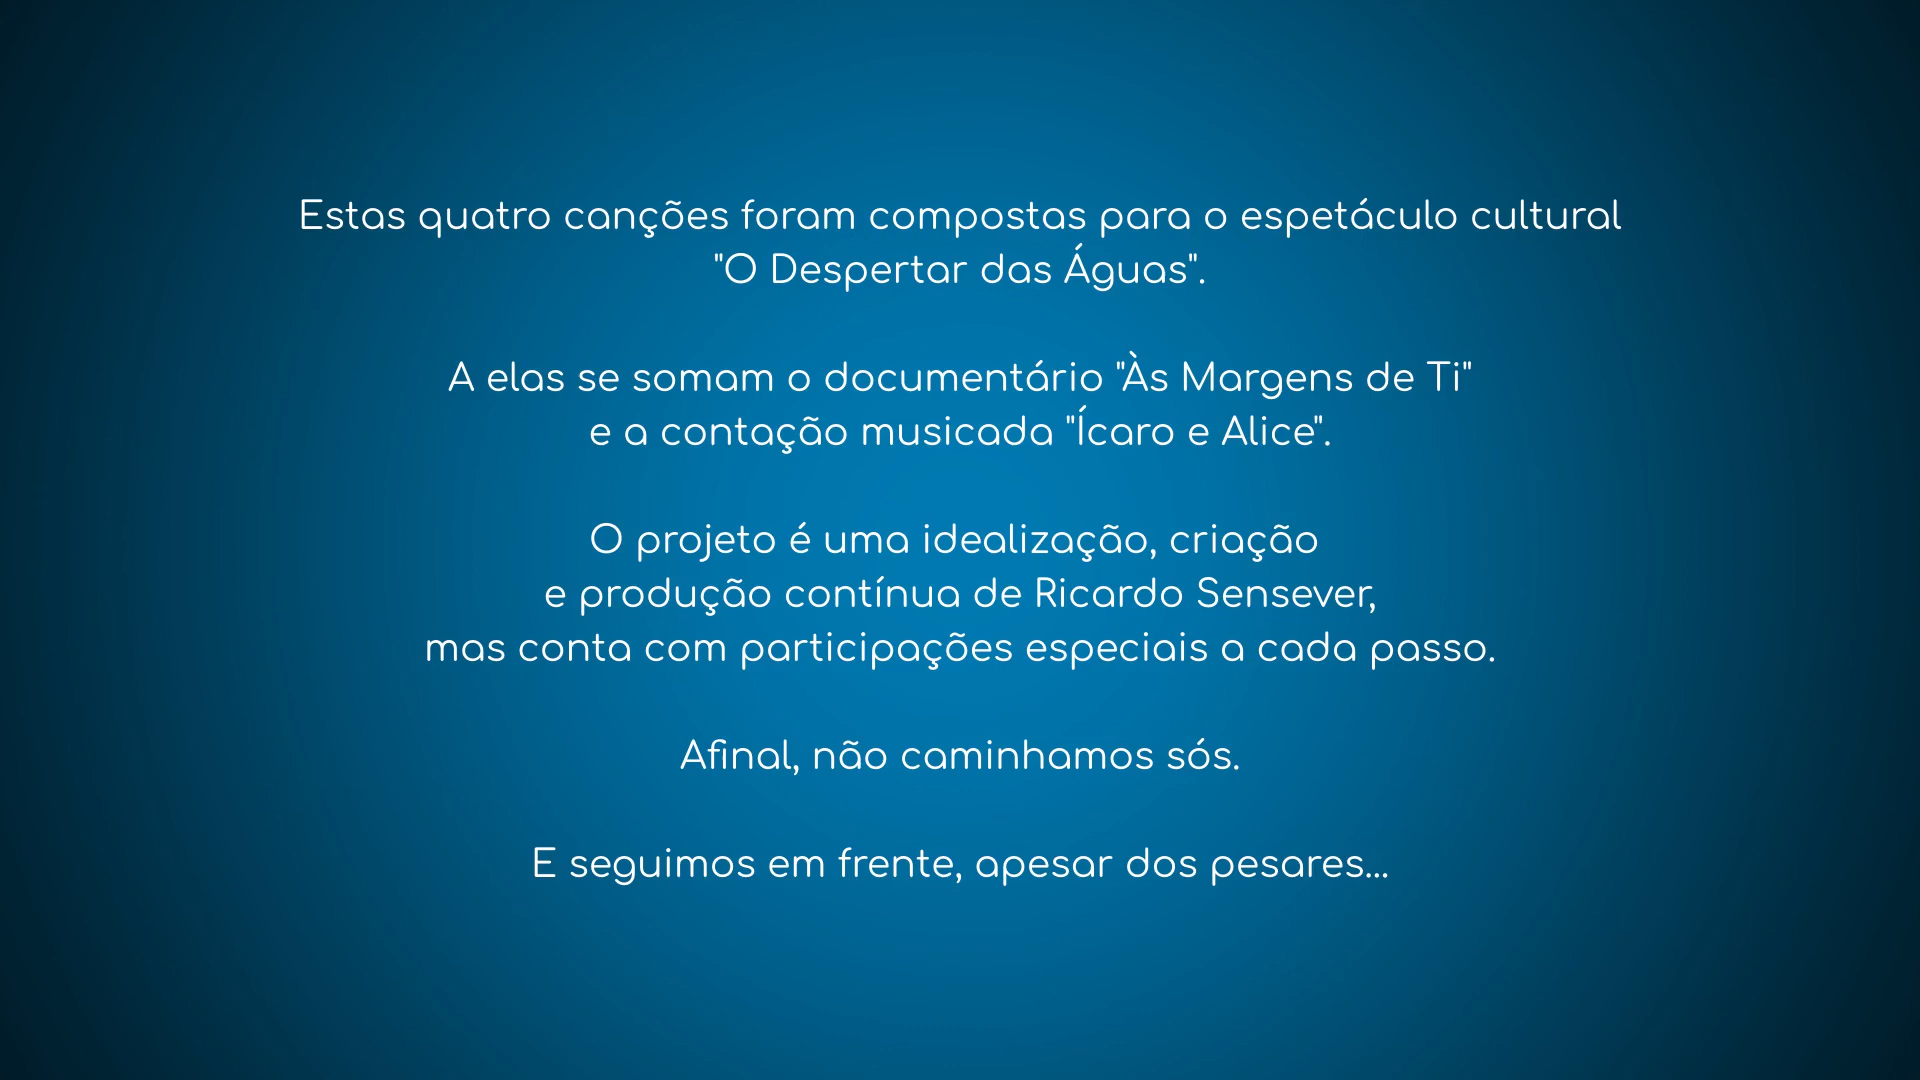 Estas quatro canções foram compostas para o espetáculo cultural
"O Despertar das Águas".
A elas se somam o documentário "Às Margens de Ti"
e a contação musicada "Ícaro e Alice".
O projeto é uma idealização, criação
e produção contínua de Ricardo Sensever,
mas conta com participações especiais a cada passo.
Afinal, não caminhamos sós.
E seguimos em frente, apesar dos pesares...